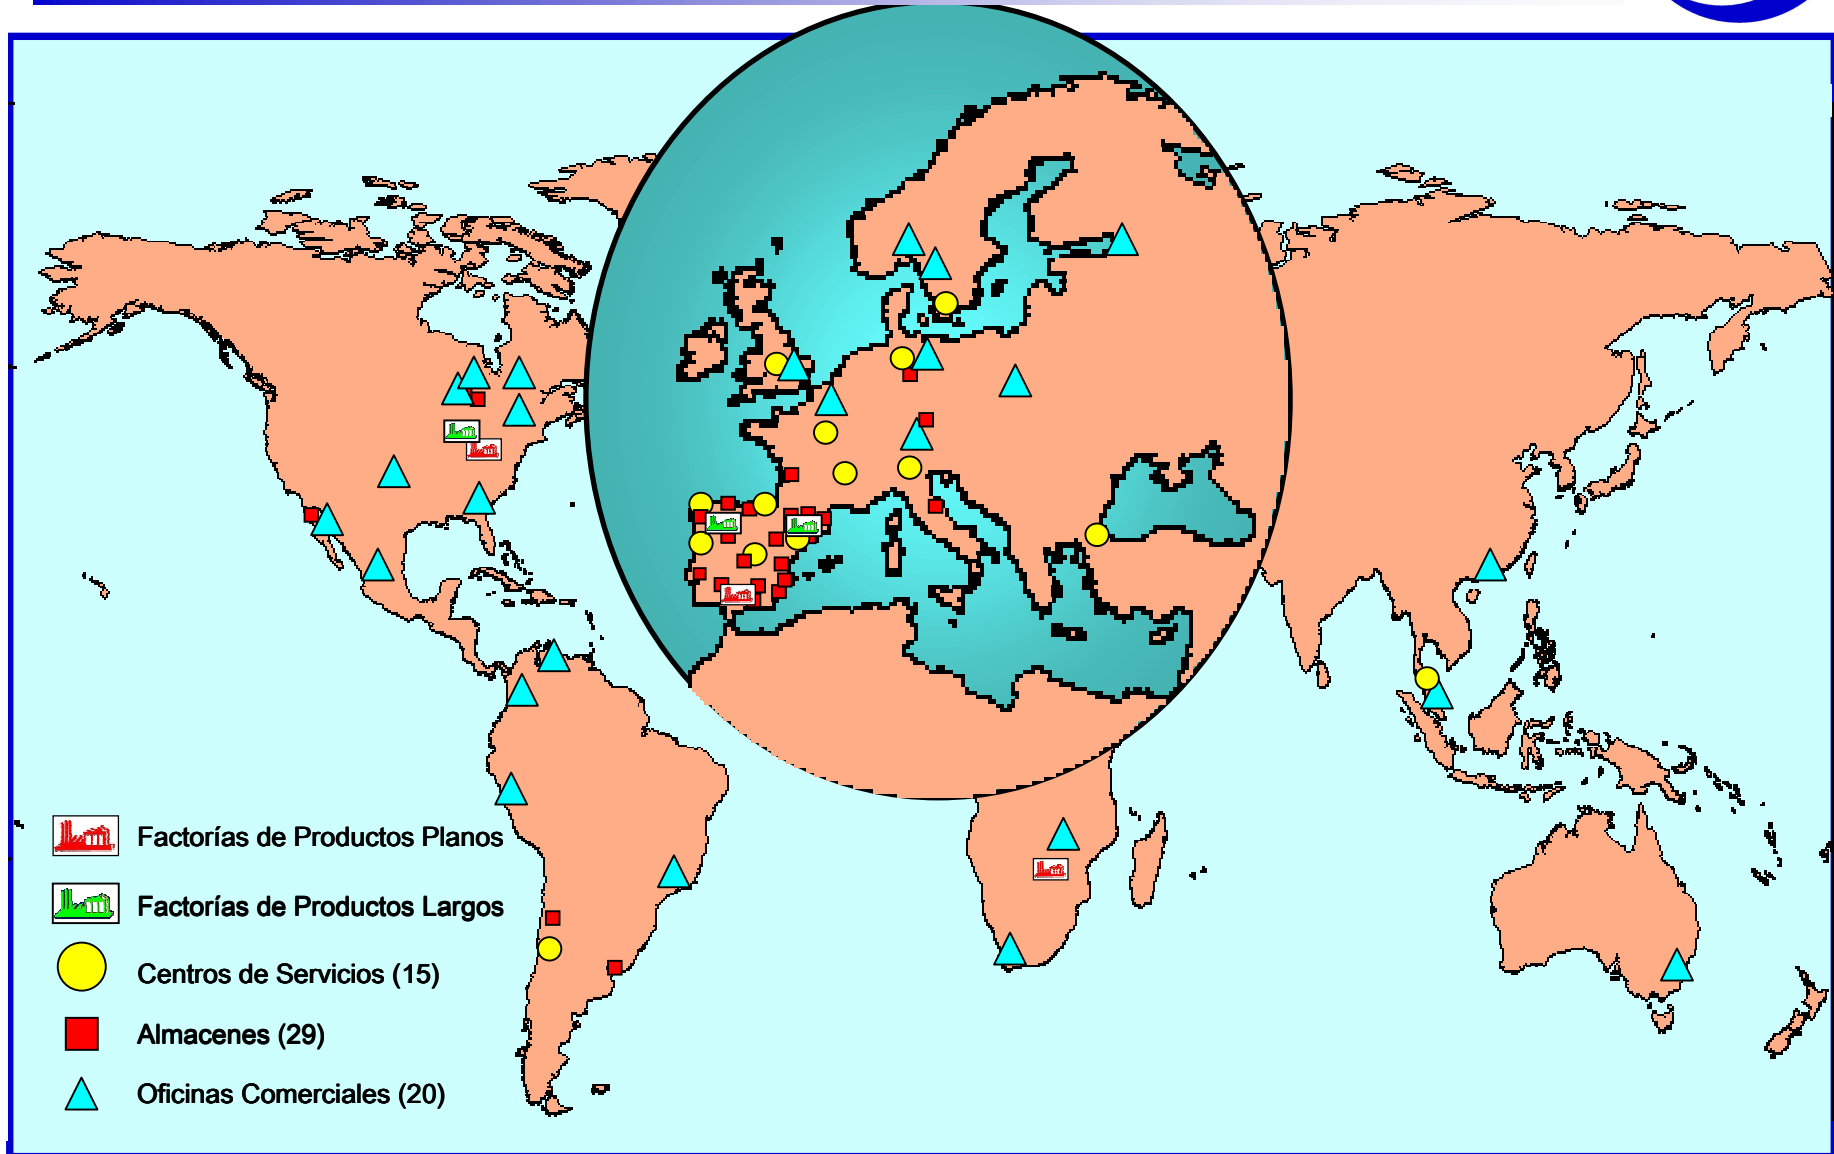 Factorías de Productos Planos
Factorías de Productos Largos
Centros de Servicios (15)
Almacenes (29)
Oficinas Comerciales (20)